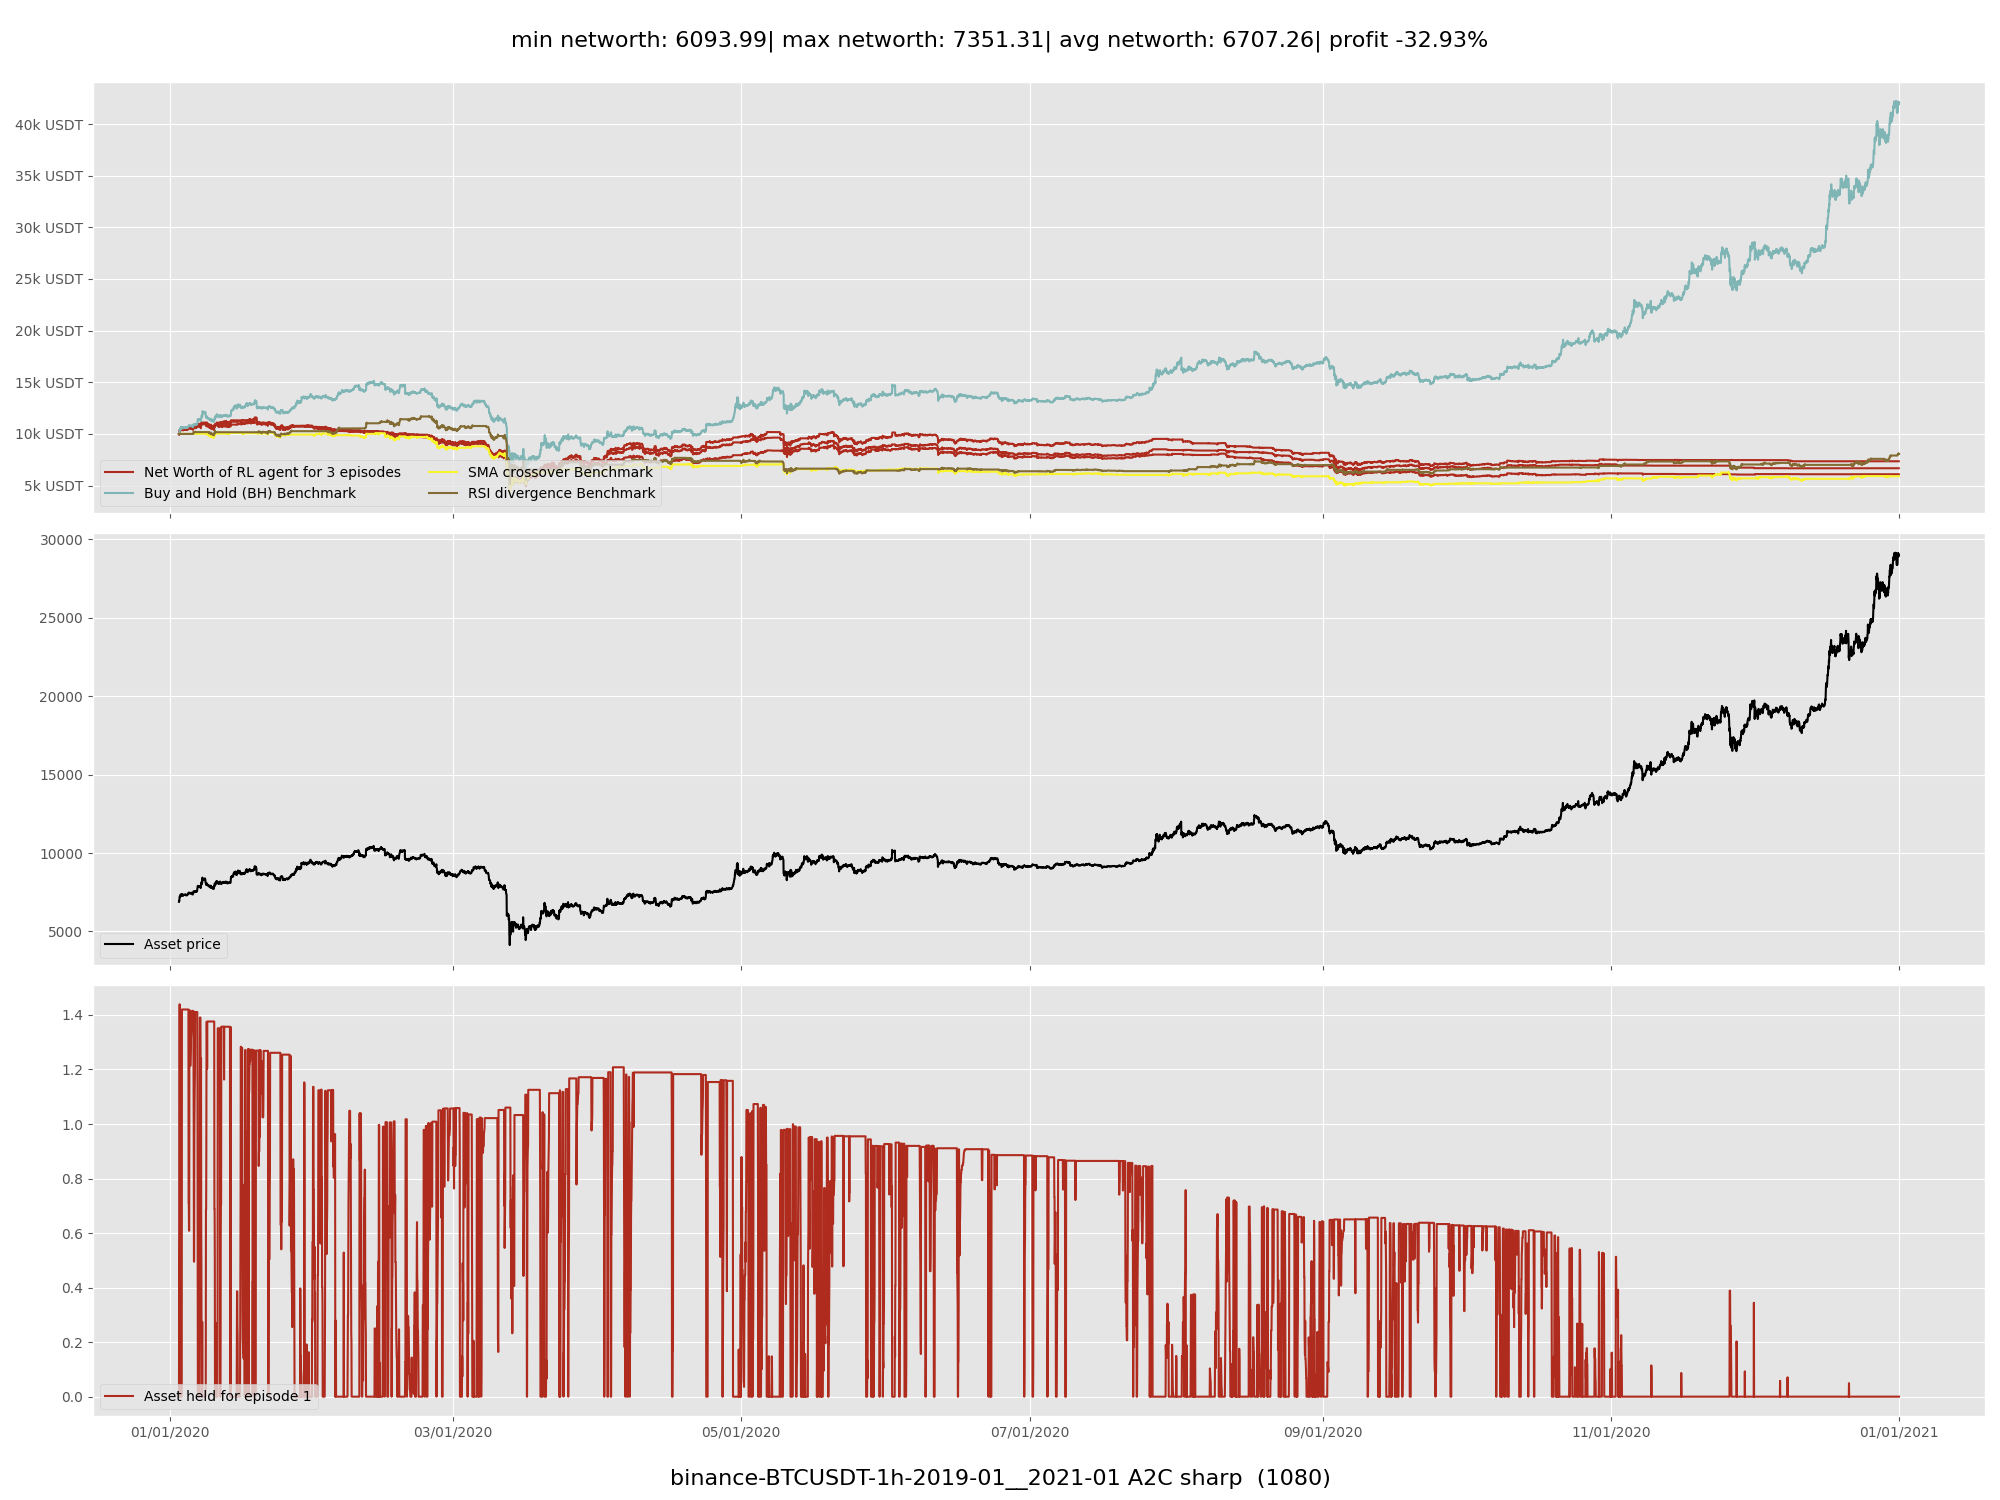 min networth: 6093.99| max networth: 7351.31| avg networth: 6707.26| profit -32.93%
40k USDT
35k USDT
30k USDT
25k USDT
20k USDT
15k USDT
10k USDT
5k USDT
Net Worth of RL agent for 3 episodes
Buy and Hold (BH) Benchmark
SMA crossover Benchmark
RSI divergence Benchmark
30000
25000
20000
15000
10000
5000
Asset price
1.4
1.2
1.0
0.8
0.6
0.4
0.2
0.0
Asset held for episode 1
01/01/2020 03/01/2020 05/01/2020 07/01/2020 09/01/2020 11/01/2020 01/01/2021
binance-BTCUSDT-1h-2019-01__2021-01 A2C sharp (1080)